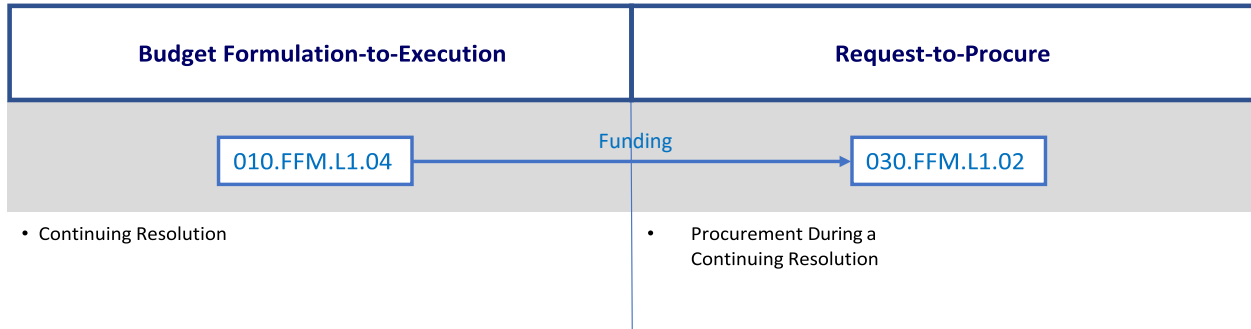 Budget Formulation-to-Execution
Request-to-Procure
Funding
010.FFM.L1.04
030.FFM.L1.02
• Continuing Resolution
• Procurement During a
Continuing Resolution